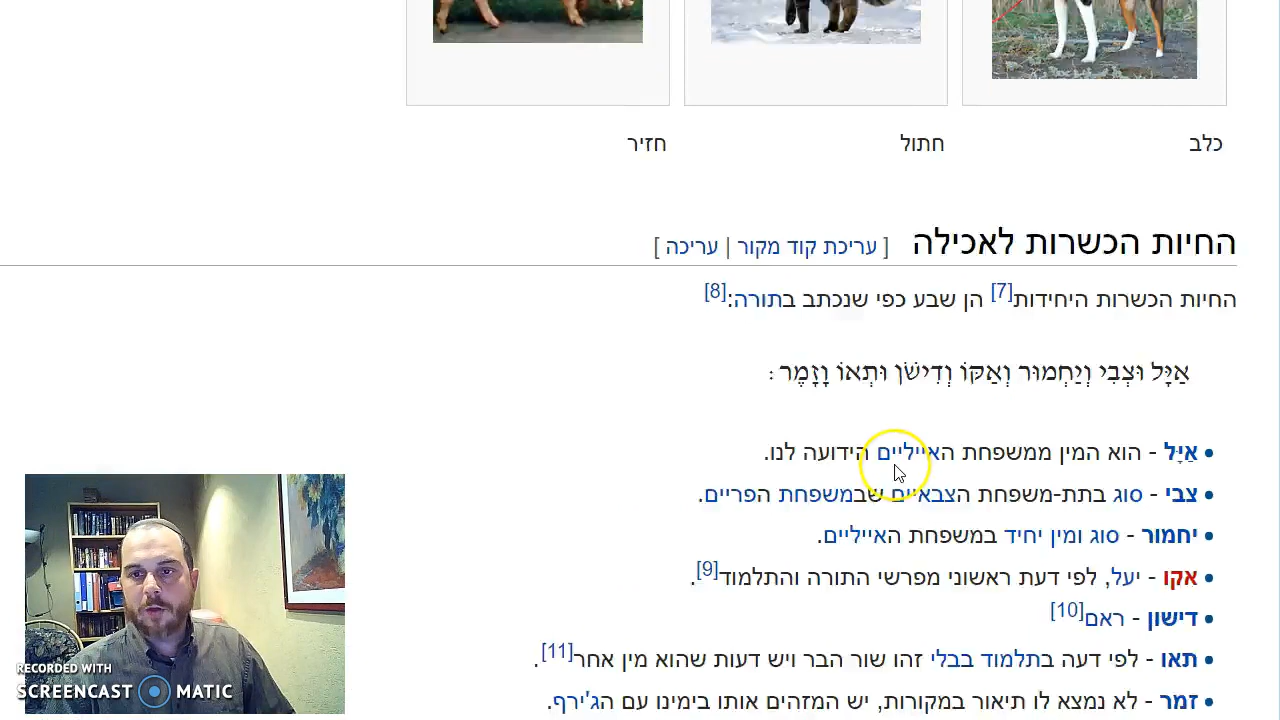 כלב
חתול
חזיר
החיות הכשרות לאכילה [ עריכת קוד מקור | עריכה ]
החיות הכשרות היחידות[7] הן שבע כפי שנכתב בתורה:[8]
אַיָּל וּצְבִי וְיַחְמוּר וְאַקּוֹ וְדִישֹׁן וּתְאוֹ וָזָמֶר :
• אַיָּל - הוא המין ממשפחת האייליים הידועה לנו.
• צבי - סוג בתת-משפחת הצבאיים שבמשפחת הפריים.
• יחמור - סוג ומין יחיד במשפחת האייליים.
• אקו - יעל, לפי דעת ראשוני מפרשי התורה והתלמוד[9].
• דישון - ראם[10]
• תאו - לפי דעה בתלמוד בבלי זהו שור הבר ויש דעות שהוא מין אחר[11].
• זמר - לא נמצא לו תיאור במקורות, יש המזהים אותו בימינו עם הג'ירף.
RECORDED WITH
SCREENCAST MATIC